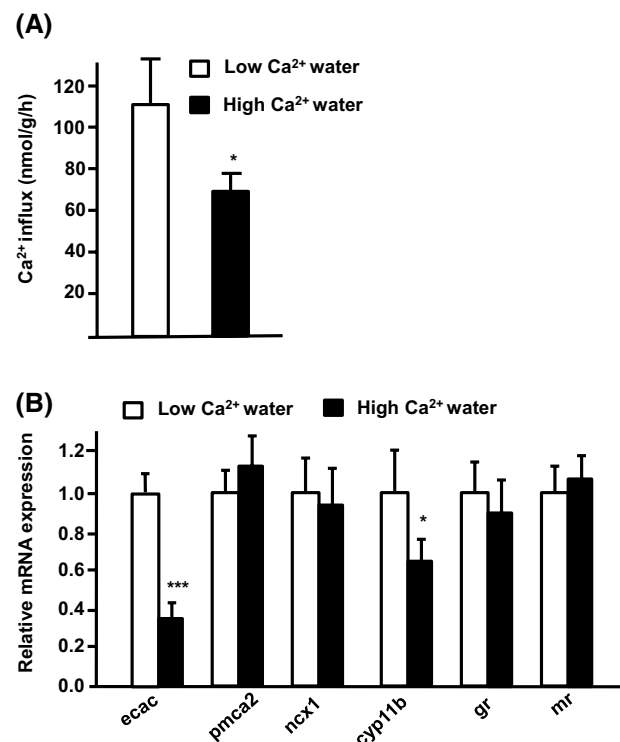 (A)
Ca²⁺ influx (nmol/g/h)
120
100
80
60
40
20
Low Ca²⁺ water
High Ca²⁺ water
*
(B)
Low Ca²⁺ water High Ca²⁺ water
Relative mRNA expression
1.2
1.0
0.8
0.6
0.4
0.2
0.0
***
*
ecac pmca2 ncx1 cyp11b gr mr